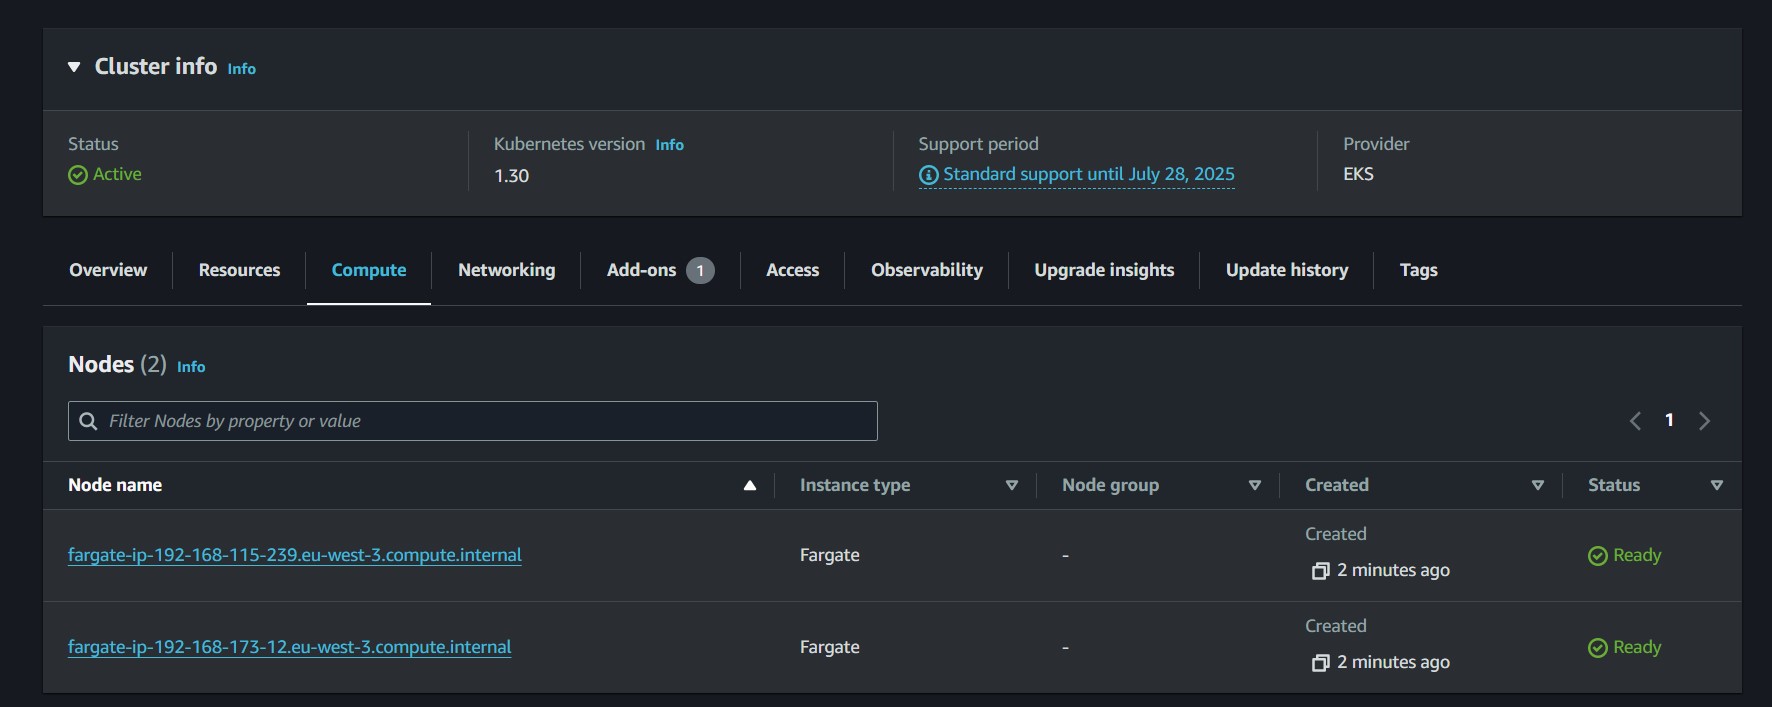 Cluster info Info
Status
Active
Kubernetes version Info
1.30
Support period
Standard support until July 28, 2025
Provider
EKS
Overview
Resources
Compute
Networking
Add-ons 1
Access
Observability
Upgrade insights
Update history
Tags
Nodes (2) Info
Filter Nodes by property or value
1
Node name
Instance type
Node group
Created
Status
fargate-ip-192-168-115-239.eu-west-3.compute.internal
Fargate
-
Created
2 minutes ago
Ready
fargate-ip-192-168-173-12.eu-west-3.compute.internal
Fargate
-
Created
2 minutes ago
Ready